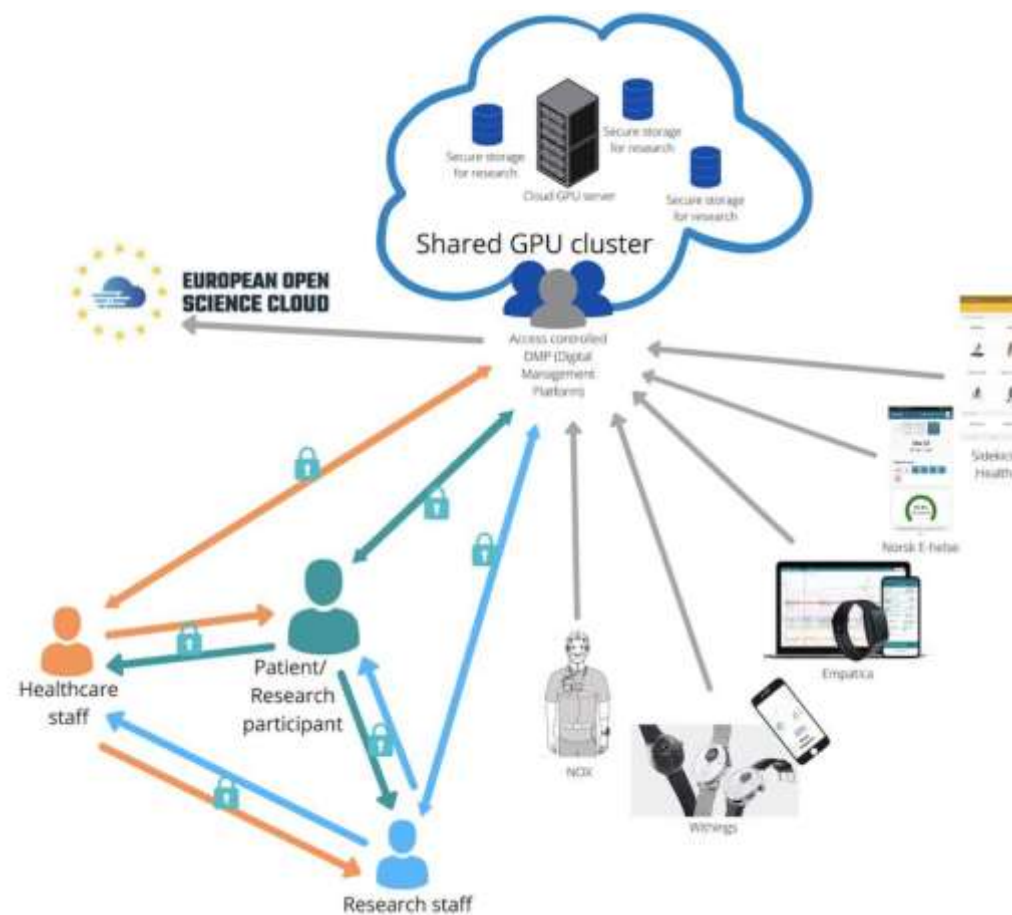 Secure storage
for research
Cloud GPU server
Secure storage
for research
Secure storage
for research
Shared GPU cluster
EUROPEAN OPEN
SCIENCE CLOUD
Access controlled
DMP (Digital
Management
Platform)
Norsk E-helse
Empatica
NOX
Withings
Healthcare
staff
Patient/
Research
participant
Research staff